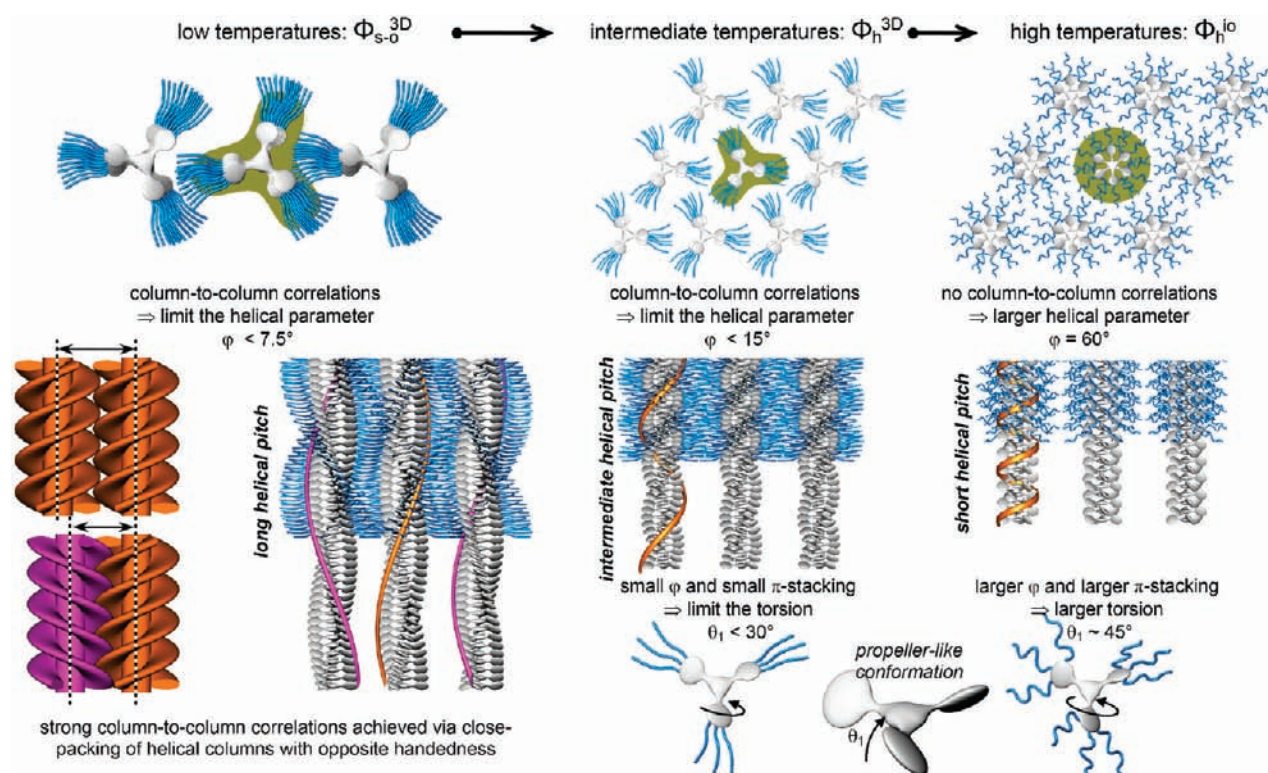 low temperatures: Φs-o3D
intermediate temperatures: Φh3D
high temperatures: Φhio
column-to-column correlations
⇒ limit the helical parameter
φ < 7.5°
column-to-column correlations
⇒ limit the helical parameter
φ < 15°
no column-to-column correlations
⇒ larger helical parameter
φ = 60°
long helical pitch
intermediate helical pitch
short helical pitch
strong column-to-column correlations achieved via close-
packing of helical columns with opposite handedness
small φ and small π-stacking
⇒ limit the torsion
θ1 < 30°
propeller-like
conformation
θ1
larger φ and larger π-stacking
⇒ larger torsion
θ1 ~ 45°